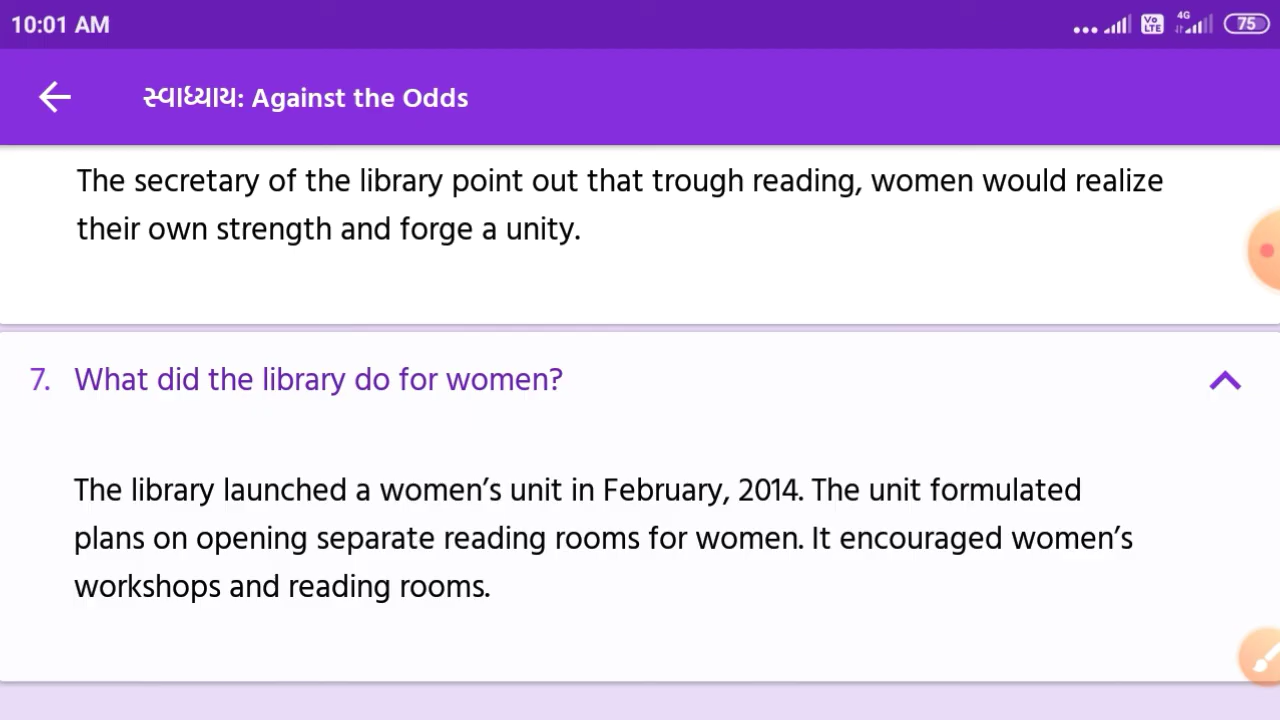 10:01 AM
Vo LTE 4G 75
સ્વાધ્યાય: Against the Odds
The secretary of the library point out that trough reading, women would realize
their own strength and forge a unity.
7. What did the library do for women?
The library launched a women’s unit in February, 2014. The unit formulated
plans on opening separate reading rooms for women. It encouraged women’s
workshops and reading rooms.